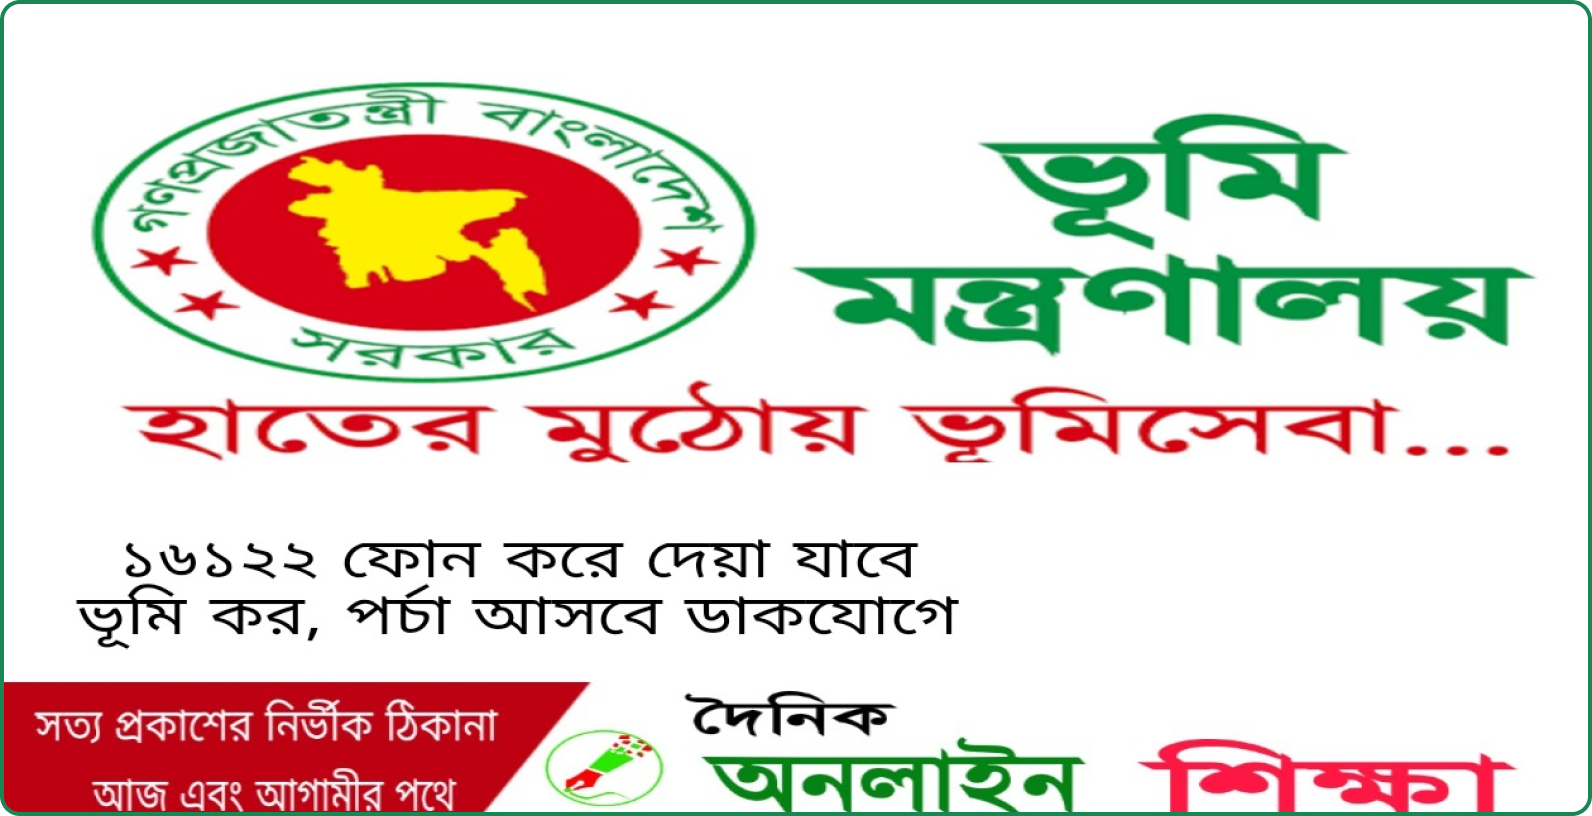 গণপ্রজাতন্ত্রী বাংলাদেশ
সরকার
ভূমি
মন্ত্রণালয়
হাতের মুঠোয় ভূমিসেবা...
১৬১২২ ফোন করে দেয়া যাবে
ভূমি কর, পর্চা আসবে ডাকযোগে
সত্য প্রকাশের নির্ভীক ঠিকানা
আজ এবং আগামীর পথে
দৈনিক
অনলাইন শিক্ষা